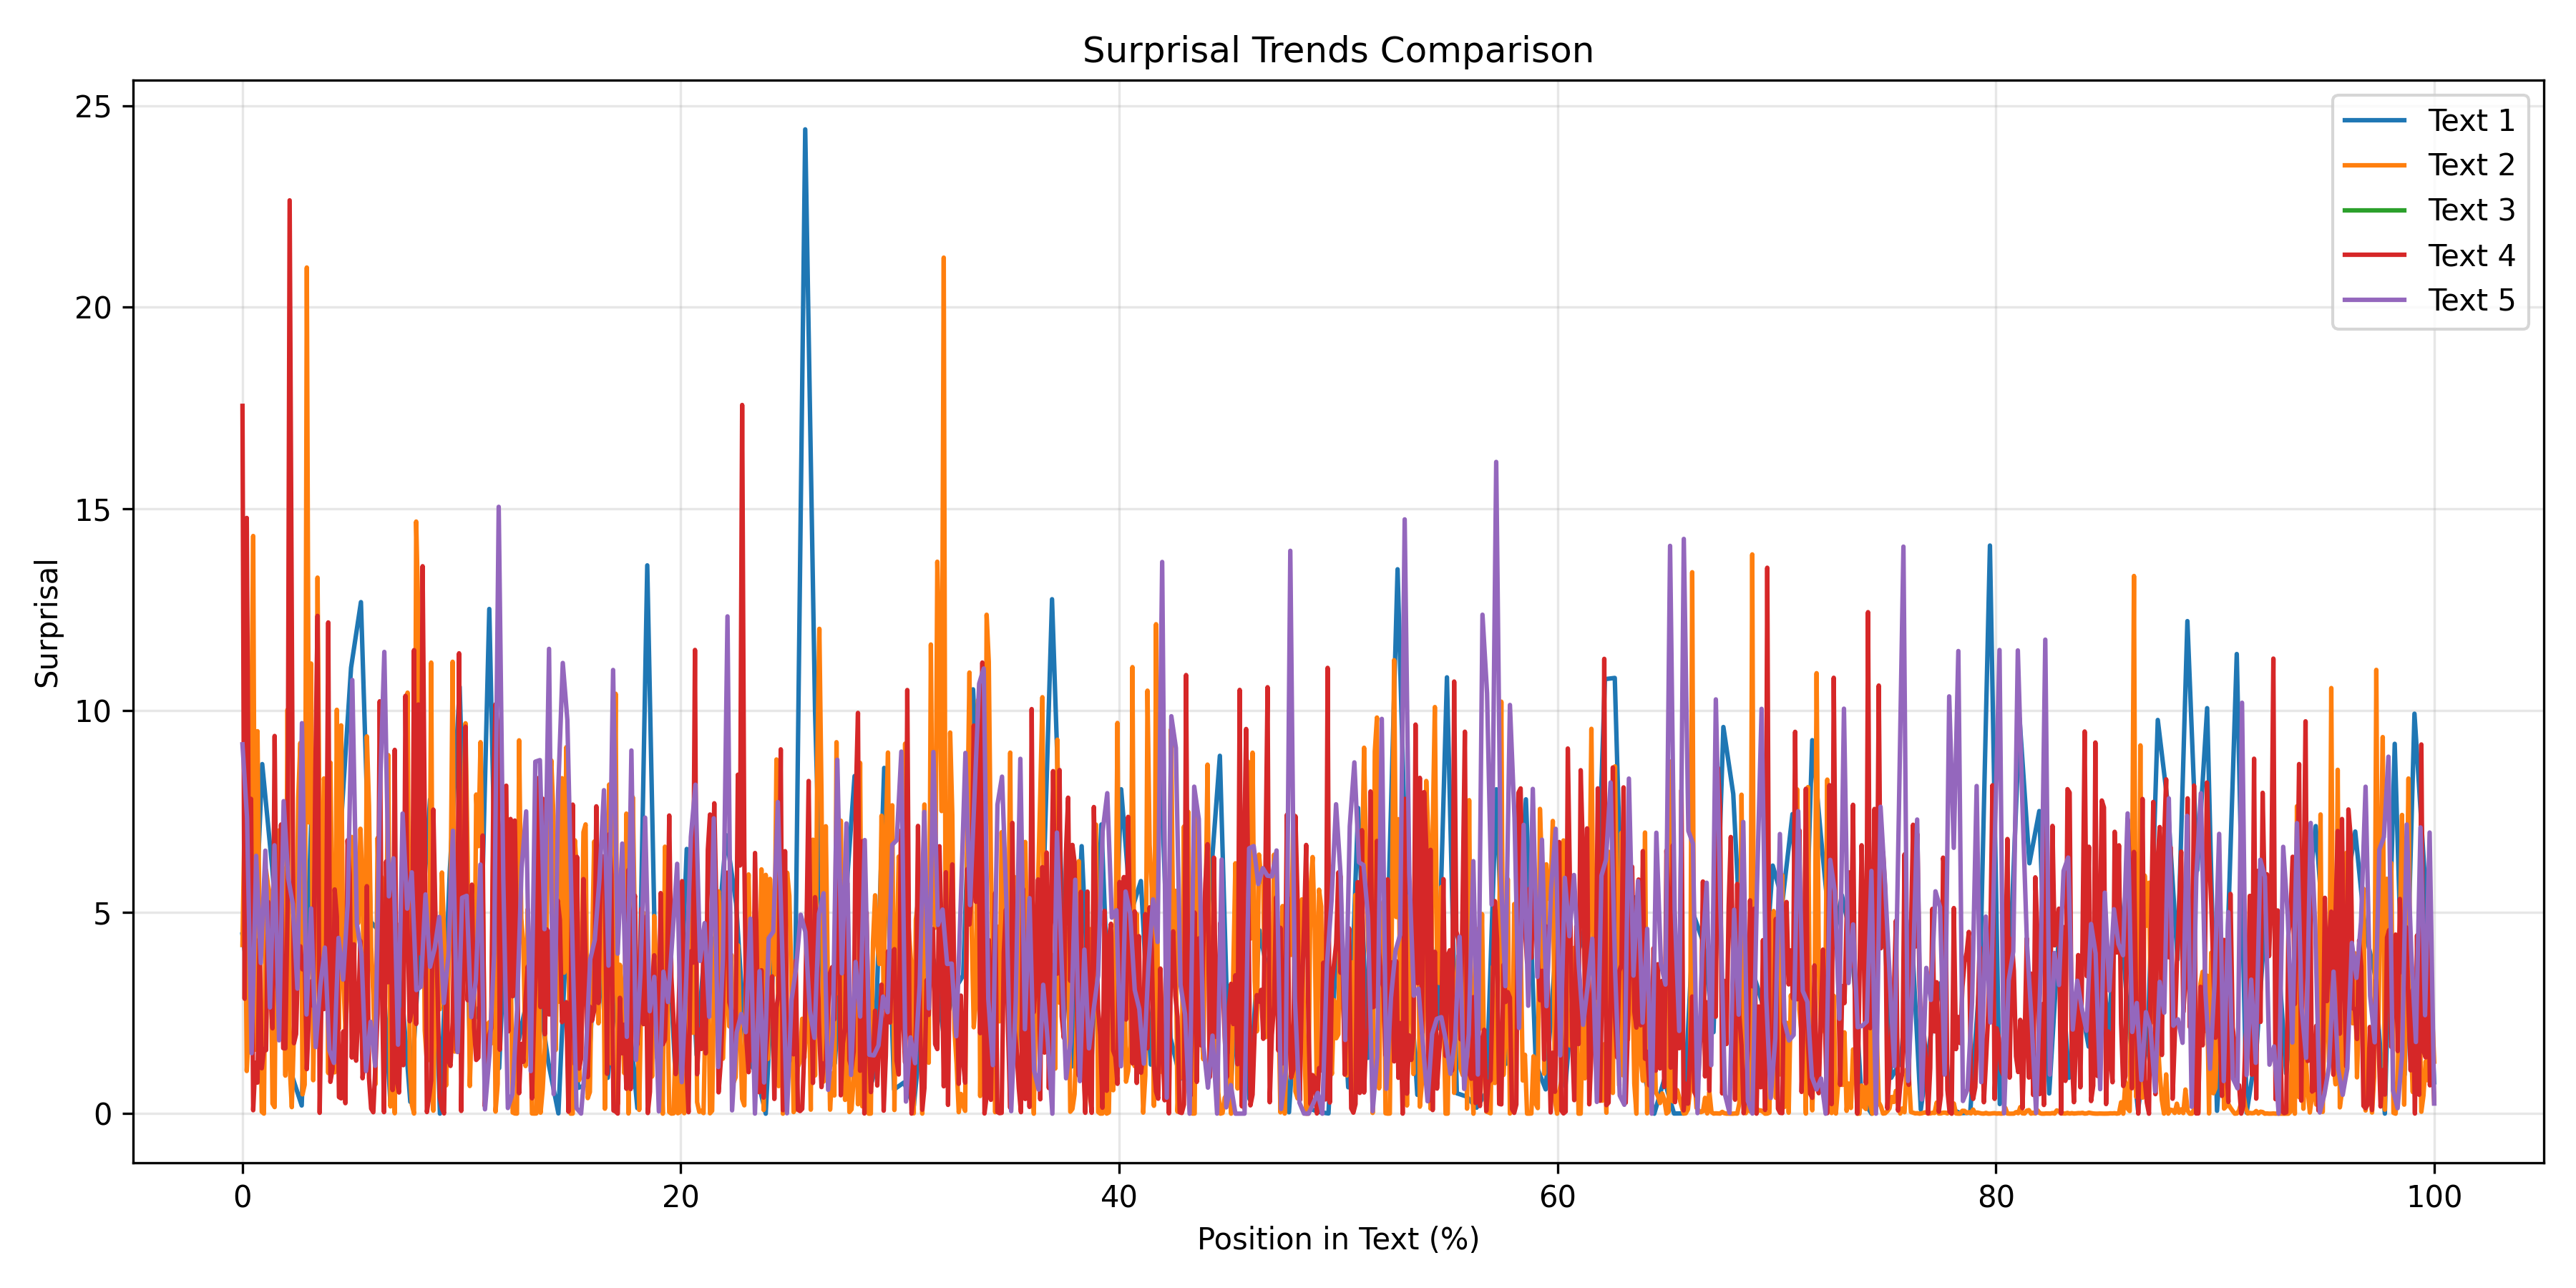 Surprisal Trends Comparison
25
20
15
10
5
0
Surprisal
Text 1
Text 2
Text 3
Text 4
Text 5
0 20 40 60 80 100
Position in Text (%)